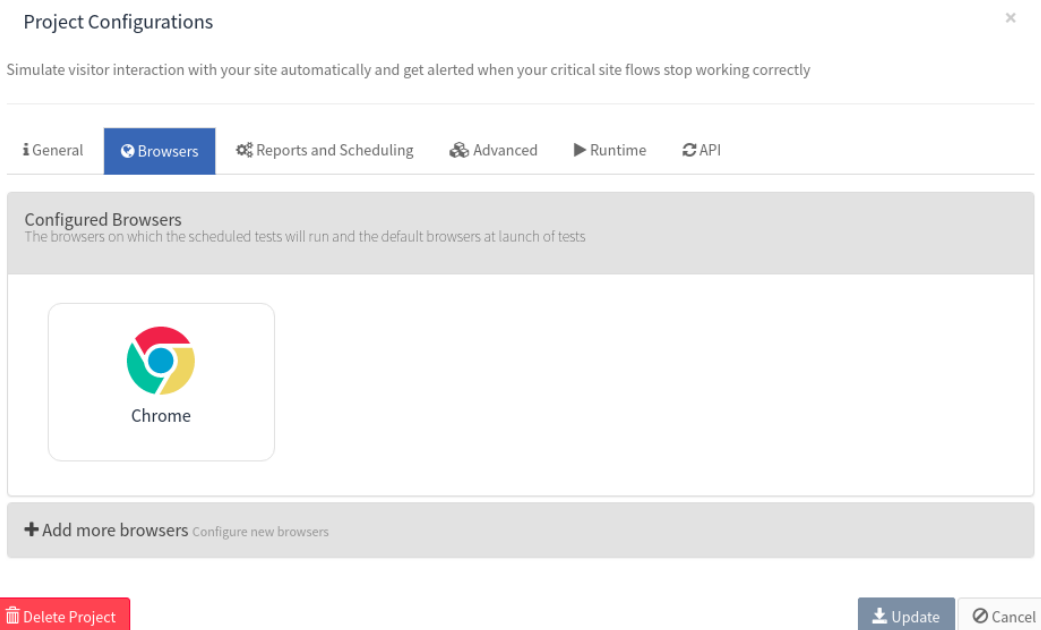 Project Configurations
×
Simulate visitor interaction with your site automatically and get alerted when your critical site flows stop working correctly
General Browsers Reports and Scheduling Advanced Runtime API
Configured Browsers
The browsers on which the scheduled tests will run and the default browsers at launch of tests
Chrome
Add more browsers Configure new browsers
Delete Project Update Cancel